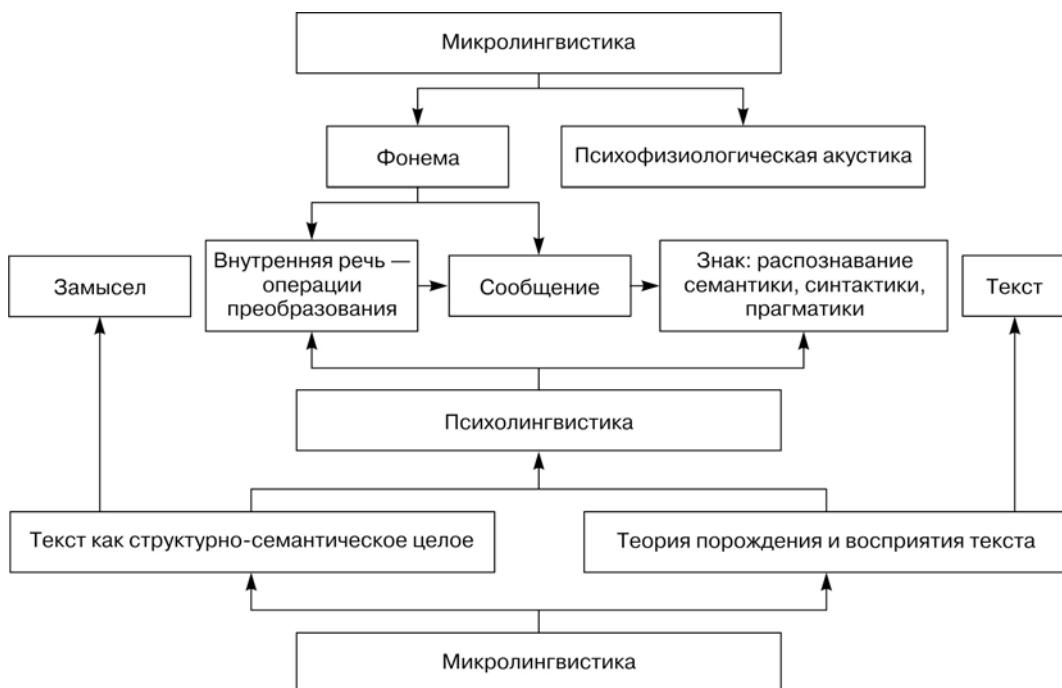 Микролингвистика
Фонема
Психофизиологическая акустика
Замысел
Внутренняя речь —
операции
преобразования
Сообщение
Знак: распознавание
семантики, синтактики,
прагматики
Текст
Психолингвистика
Текст как структурно-семантическое целое
Теория порождения и восприятия текста
Микролингвистика